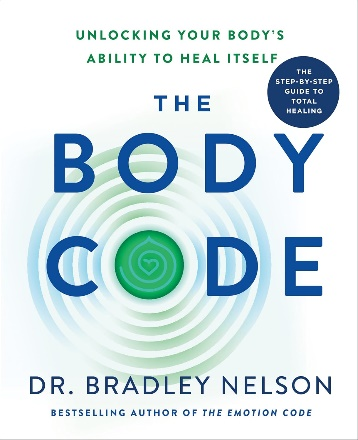 UNLOCKING YOUR BODY'S
ABILITY TO HEAL ITSELF
THE
STEP-BY-STEP
GUIDE TO
TOTAL
HEALING
THE
BODY
CODE
DR. BRADLEY NELSON
BESTSELLING AUTHOR OF THE EMOTION CODE